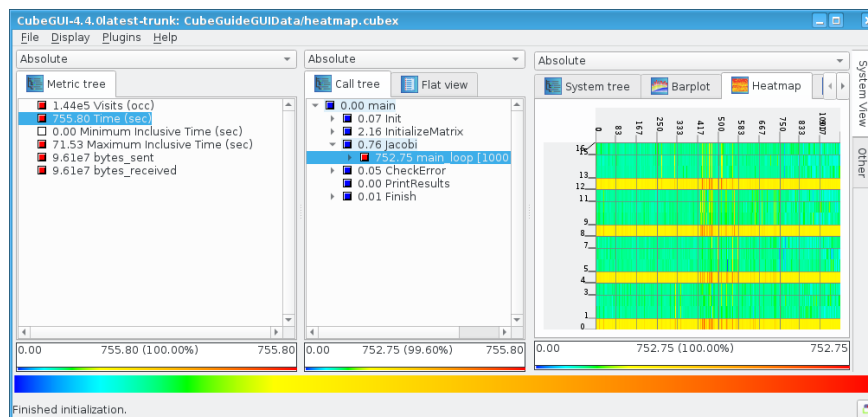 CubeGUI-4.4.0latest-trunk: CubeGuideGUIData/heatmap.cubex
File Display Plugins Help
Absolute
Metric tree
1.44e5 Visits (occ)
755.80 Time (sec)
0.00 Minimum Inclusive Time (sec)
71.53 Maximum Inclusive Time (sec)
9.61e7 bytes_sent
9.61e7 bytes_received
0.00 755.80 (100.00%) 755.80
Absolute
Call tree Flat view
0.00 main
0.07 Init
2.16 InitializeMatrix
0.76 Jacobi
752.75 main_loop [1000
0.05 CheckError
0.00 PrintResults
0.01 Finish
0.00 752.75 (99.60%) 755.80
Absolute
System tree Barplot Heatmap
0 83 167 250 333 417 500 583 667 750 833
16
15
13
12
11
9
8
7
5
4
3
1
0
0.00 752.75 (100.00%) 752.75
System View
Other
Finished initialization.